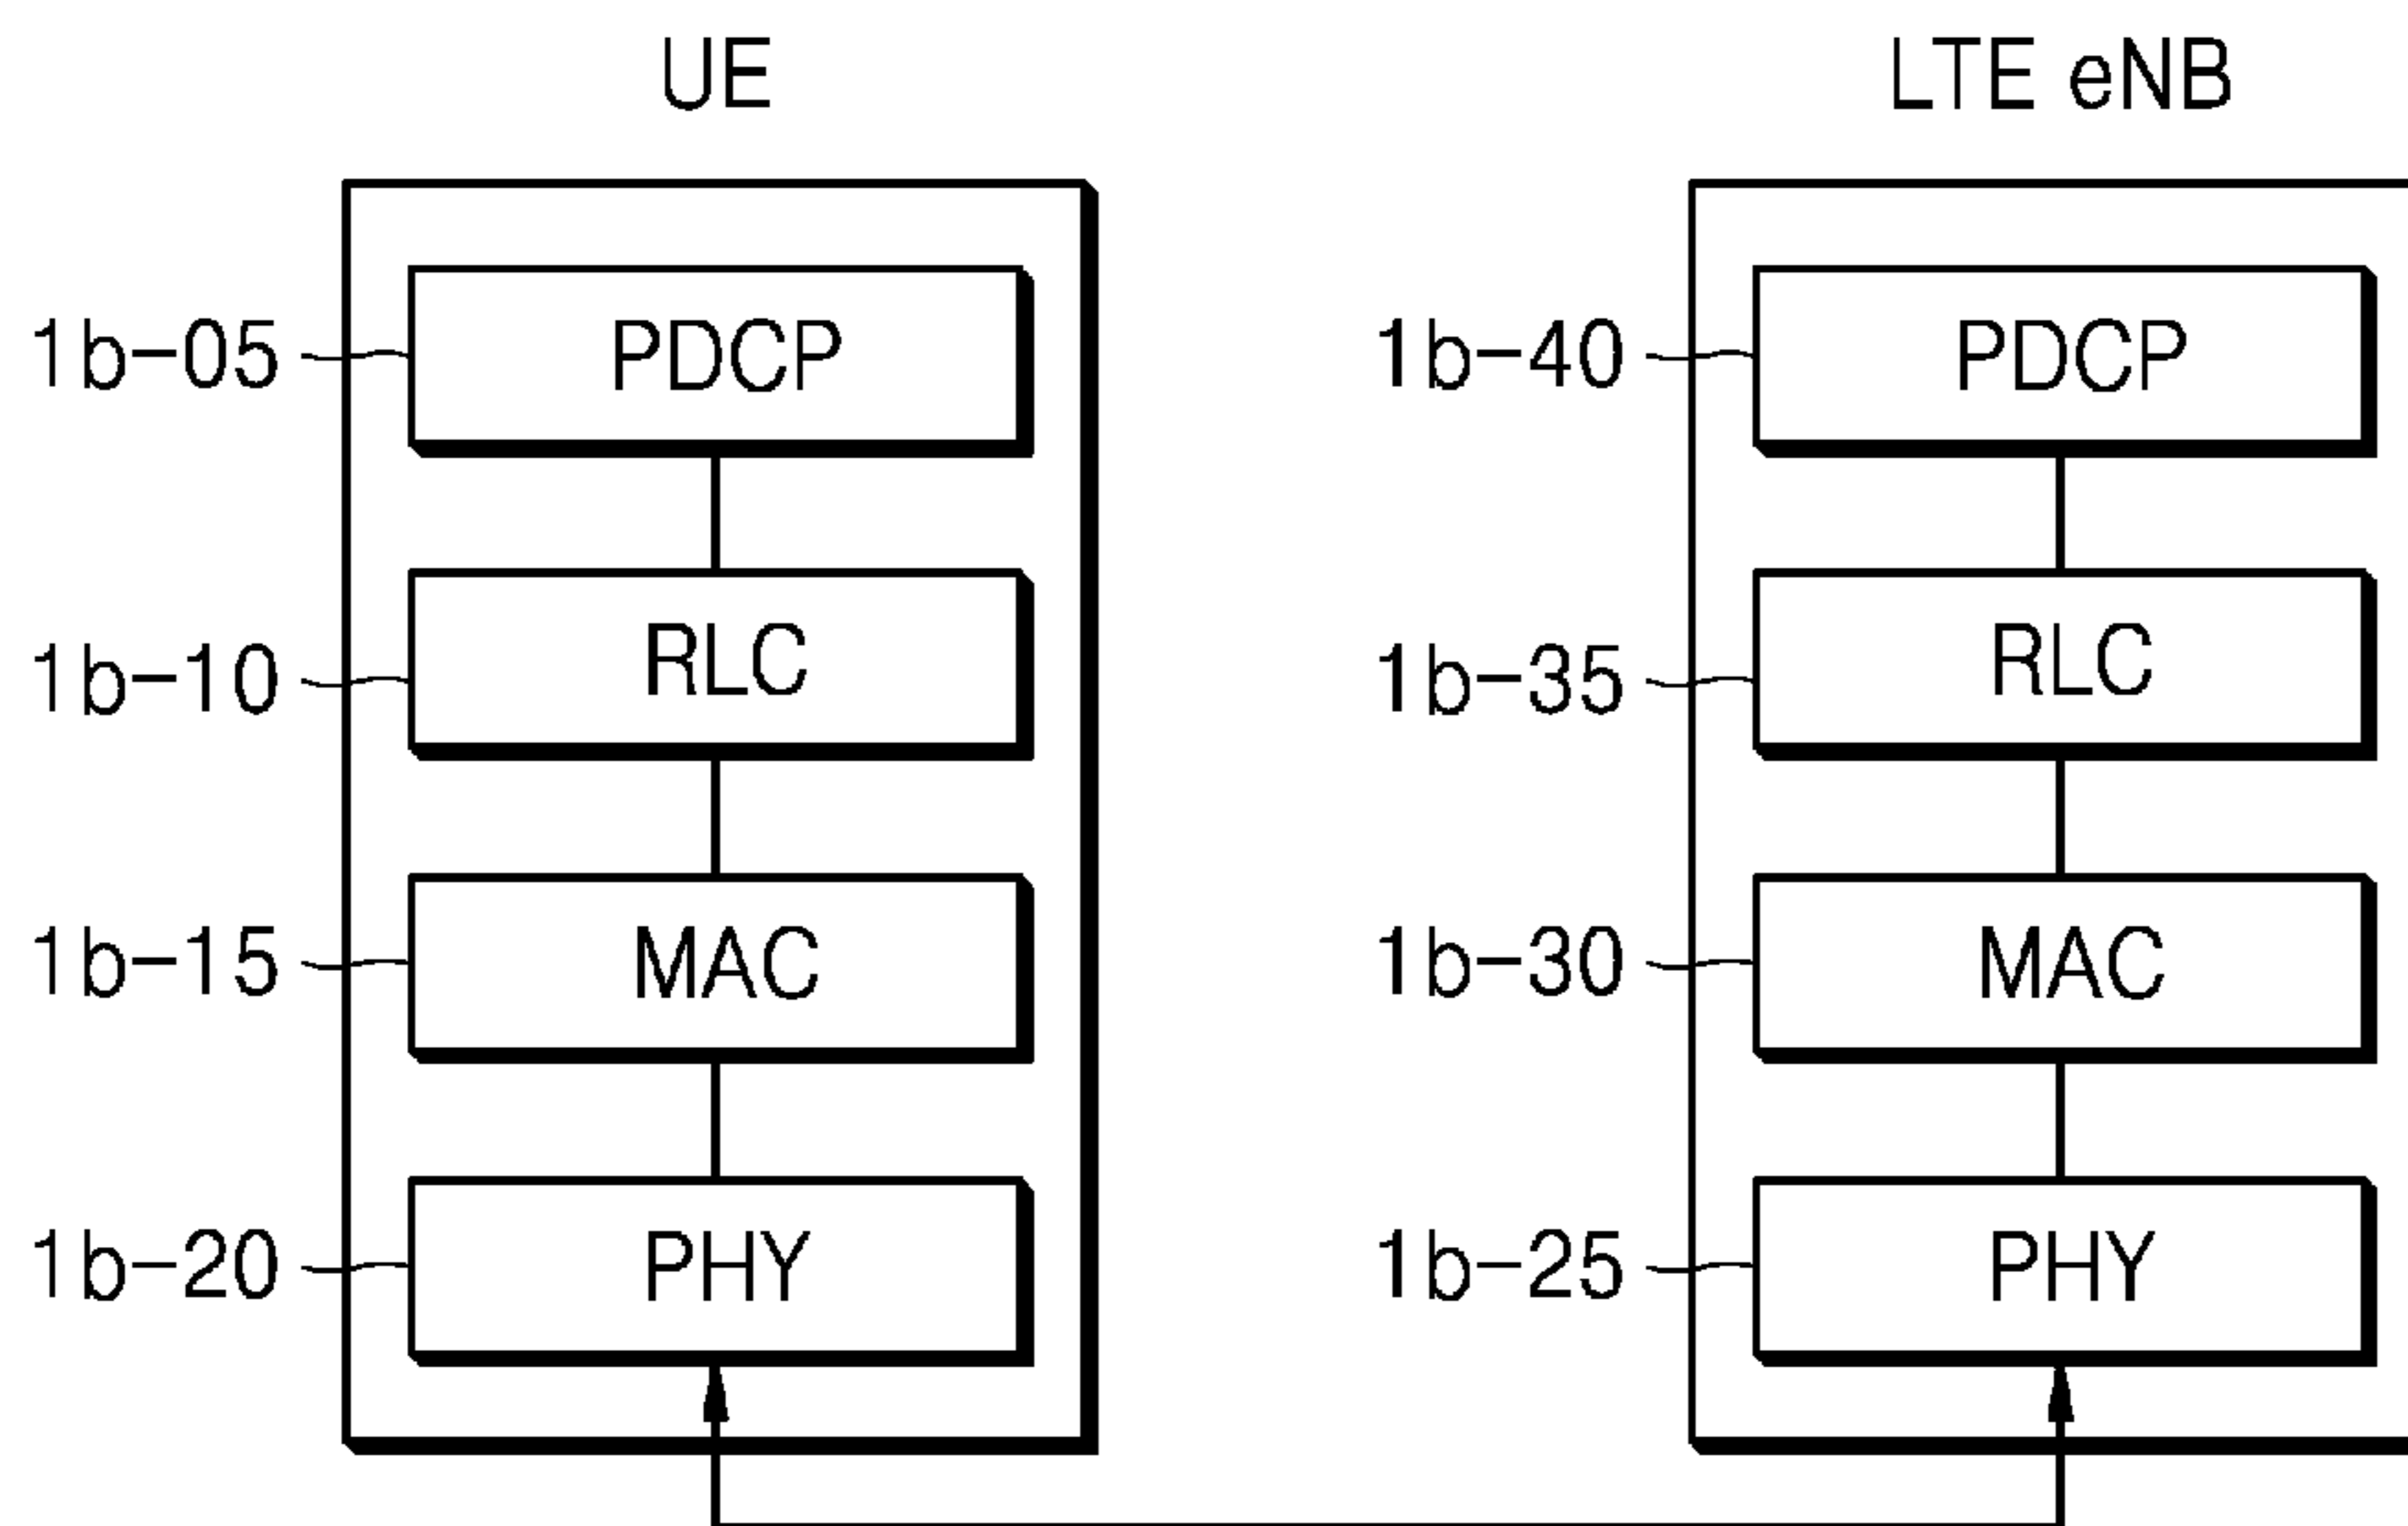 UE
LTE eNB
1b-05
PDCP
1b-40
PDCP
1b-10
RLC
1b-35
RLC
1b-15
MAC
1b-30
MAC
1b-20
PHY
1b-25
PHY